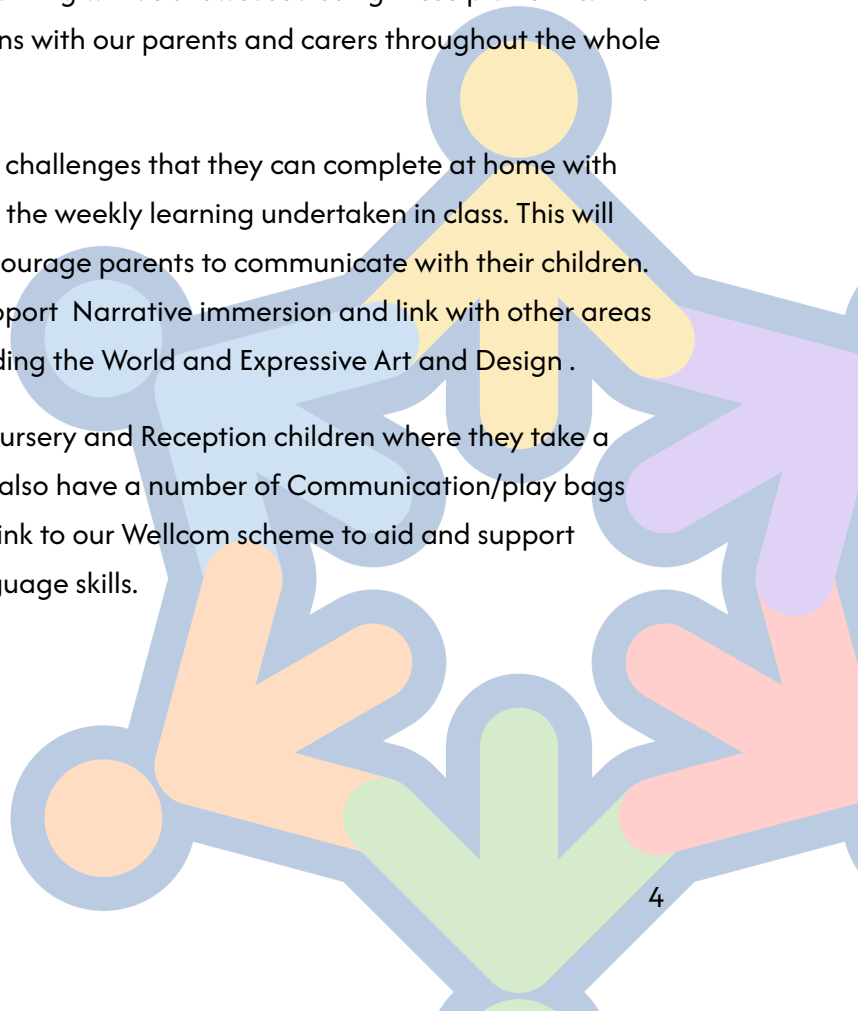 ns with our parents and carers throughout the whole
challenges that they can complete at home with
the weekly learning undertaken in class. This will
ourage parents to communicate with their children.
pport Narrative immersion and link with other areas
ding the World and Expressive Art and Design .
ursery and Reception children where they take a
also have a number of Communication/play bags
ink to our Wellcom scheme to aid and support
guage skills.
4